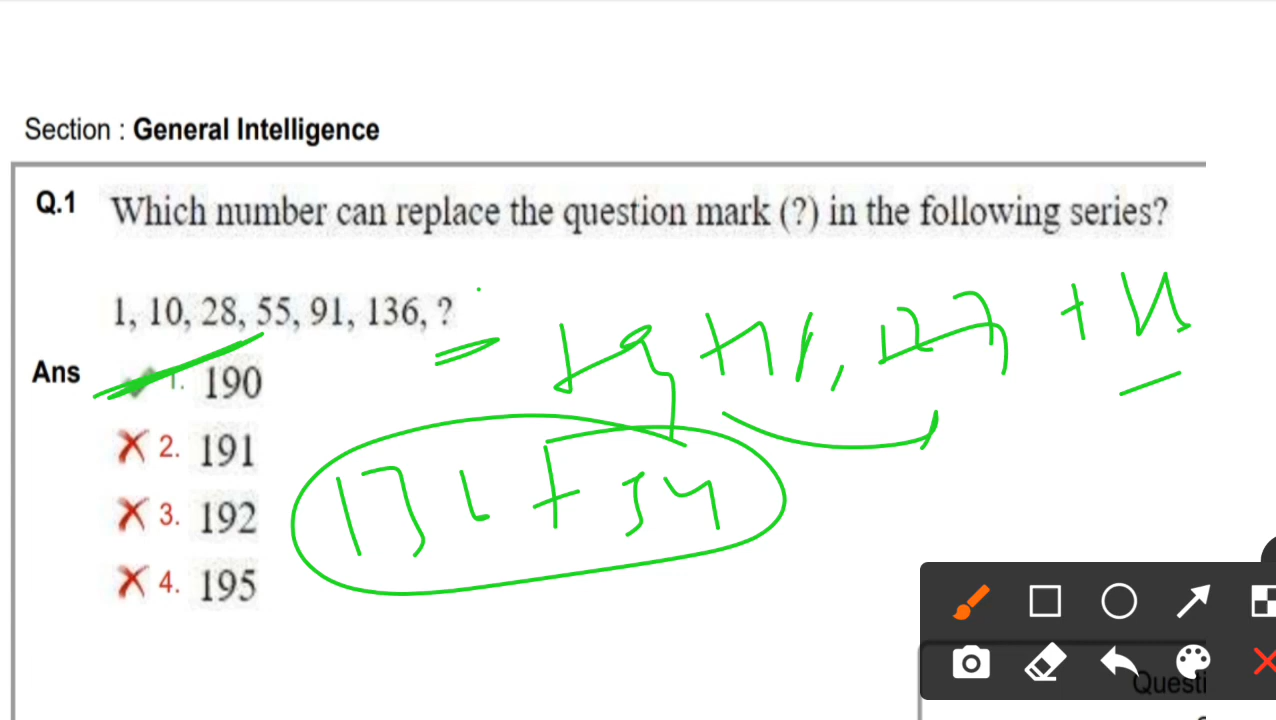 Section : General Intelligence
Q.1 Which number can replace the question mark (?) in the following series?
1, 10, 28, 55, 91, 136, ?
Ans 1. 190
2. 191
3. 192
4. 195
136 + 54
Questi